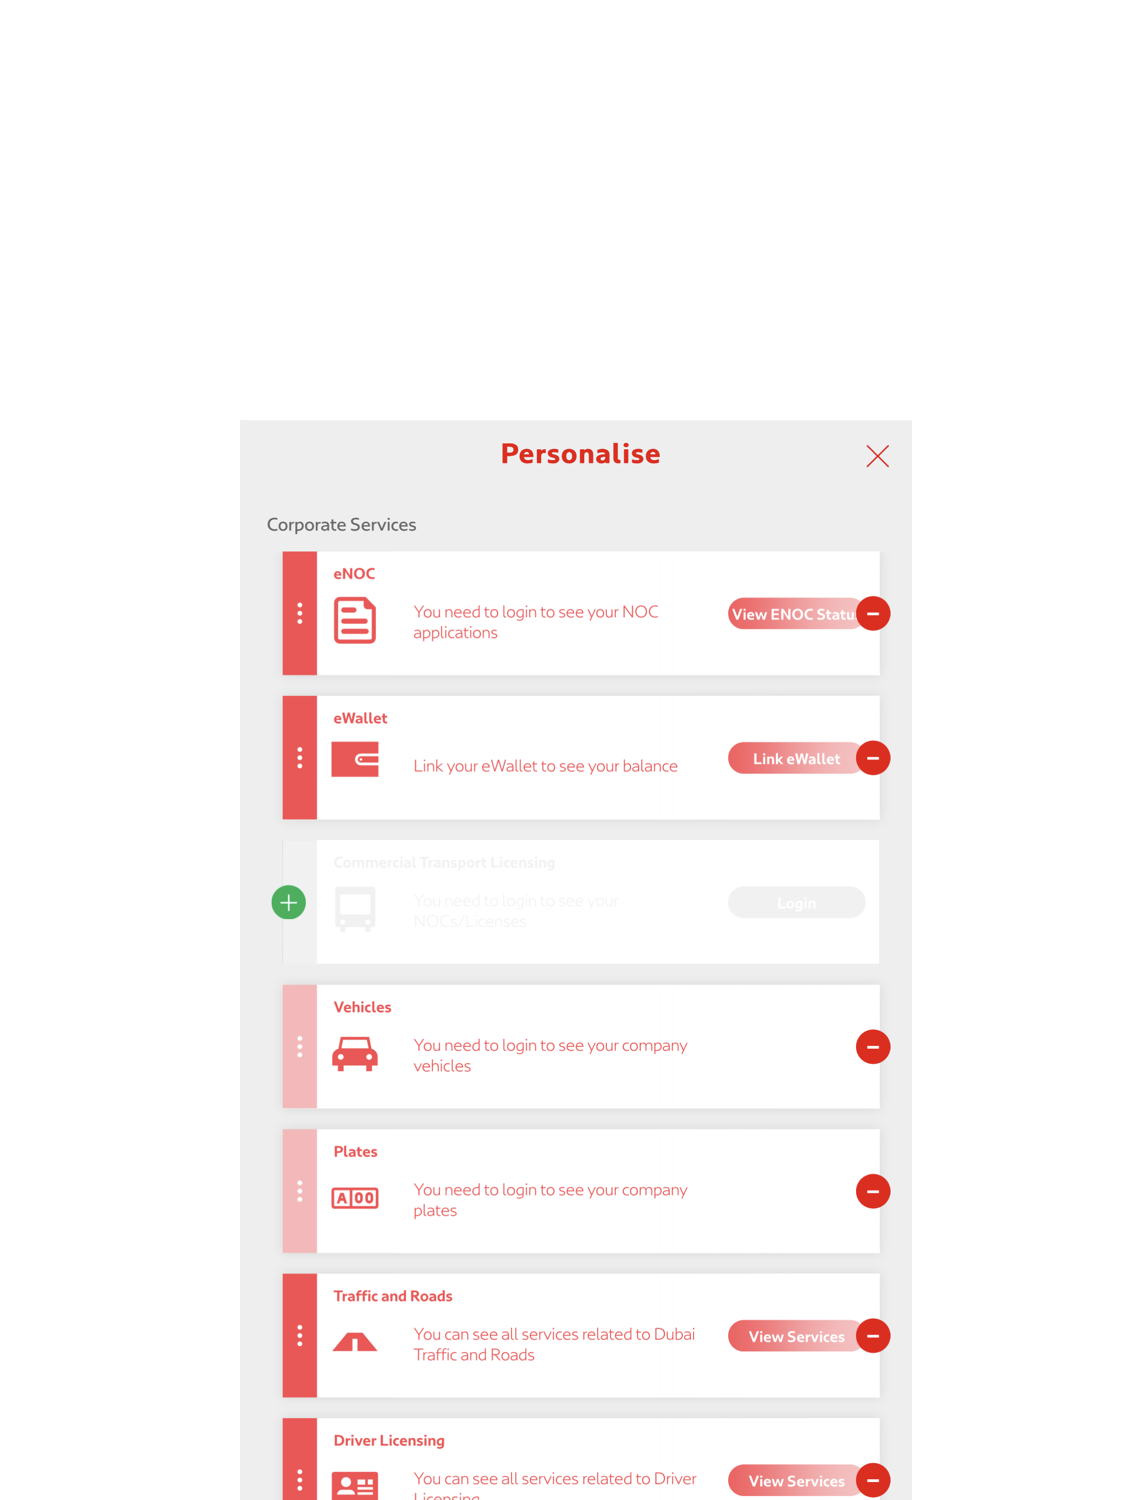 Personalise
Corporate Services
eNOC
You need to login to see your NOC
applications
View ENOC Statu
eWallet
Link your eWallet to see your balance
Link eWallet
Commercial Transport Licensing
You need to login to see your
NOCs/Licenses
Login
Vehicles
You need to login to see your company
vehicles
Plates
A 00
You need to login to see your company
plates
Traffic and Roads
You can see all services related to Dubai
Traffic and Roads
View Services
Driver Licensing
You can see all services related to Driver
Licensing
View Services